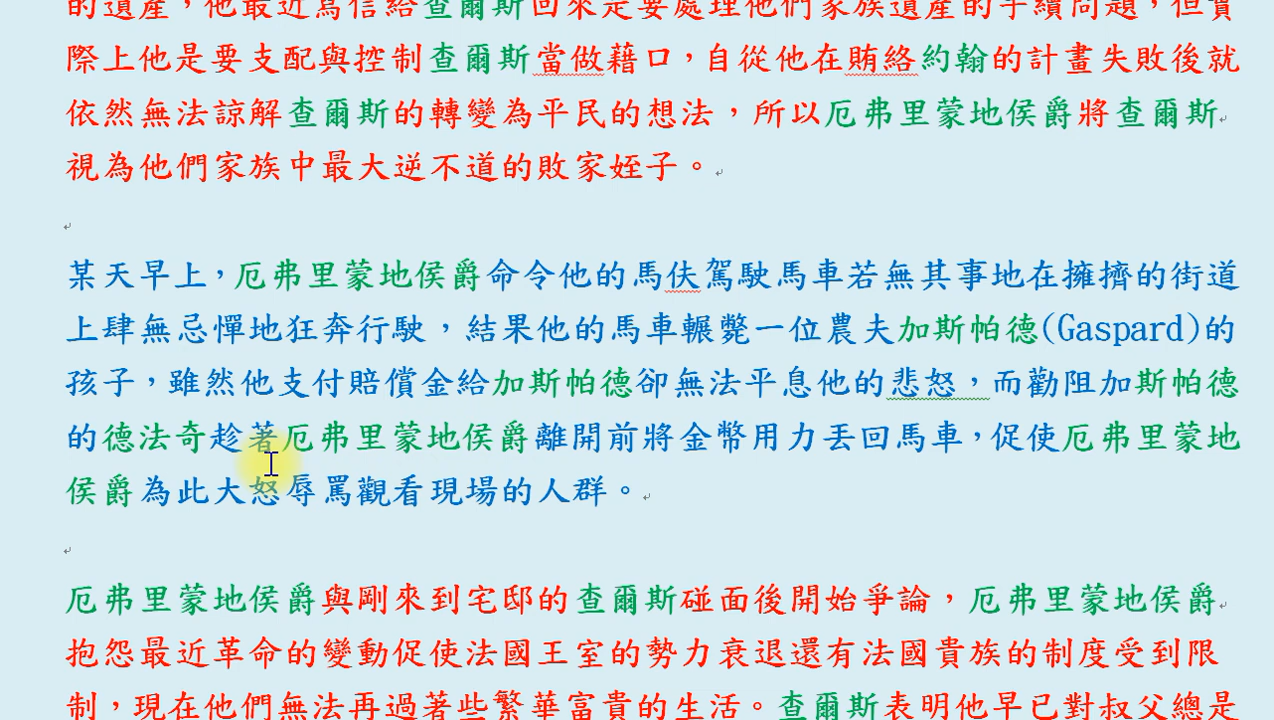 的遺產，他最近寫信給查爾斯回來是要處理他們家族遺產的手續問題，但實
際上他是要支配與控制查爾斯當做藉口，自從他在賄絡約翰的計畫失敗後就
依然無法諒解查爾斯的轉變為平民的想法，所以厄弗里蒙地侯爵將查爾斯
視為他們家族中最大逆不道的敗家姪子。
某天早上，厄弗里蒙地侯爵命令他的馬伕駕駛馬車若無其事地在擁擠的街道
上肆無忌憚地狂奔行駛，結果他的馬車輾斃一位農夫加斯帕德(Gaspard)的
孩子，雖然他支付賠償金給加斯帕德卻無法平息他的悲怒，而勸阻加斯帕德
的德法奇趁著厄弗里蒙地侯爵離開前將金幣用力丟回馬車，促使厄弗里蒙地
侯爵為此大怒辱罵觀看現場的人群。
厄弗里蒙地侯爵與剛來到宅邸的查爾斯碰面後開始爭論，厄弗里蒙地侯爵
抱怨最近革命的變動促使法國王室的勢力衰退還有法國貴族的制度受到限
制，現在他們無法再過著些繁華富貴的生活。查爾斯表明他早已對叔父總是